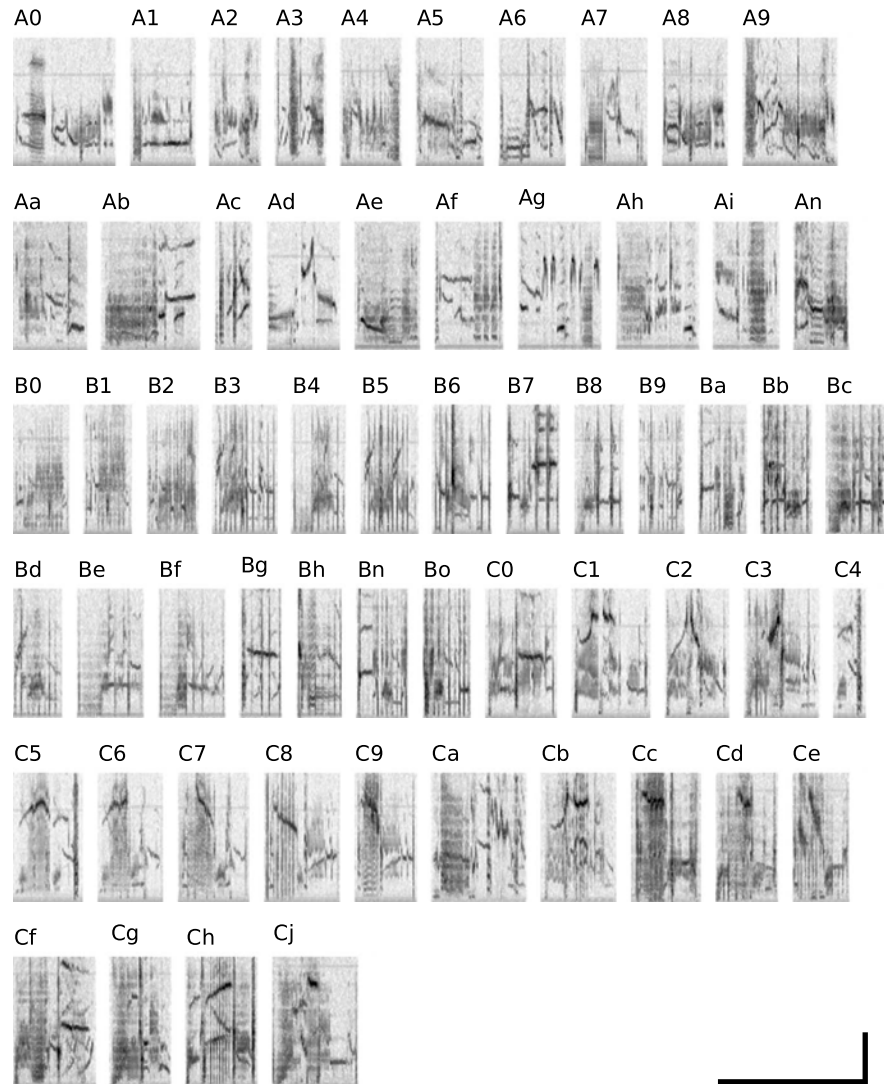 A0 A1 A2 A3 A4 A5 A6 A7 A8 A9
Aa Ab Ac Ad Ae Af Ag Ah Ai An
B0 B1 B2 B3 B4 B5 B6 B7 B8 B9 Ba Bb Bc
Bd Be Bf Bg Bh Bn Bo C0 C1 C2 C3 C4
C5 C6 C7 C8 C9 Ca Cb Cc Cd Ce
Cf Cg Ch Cj